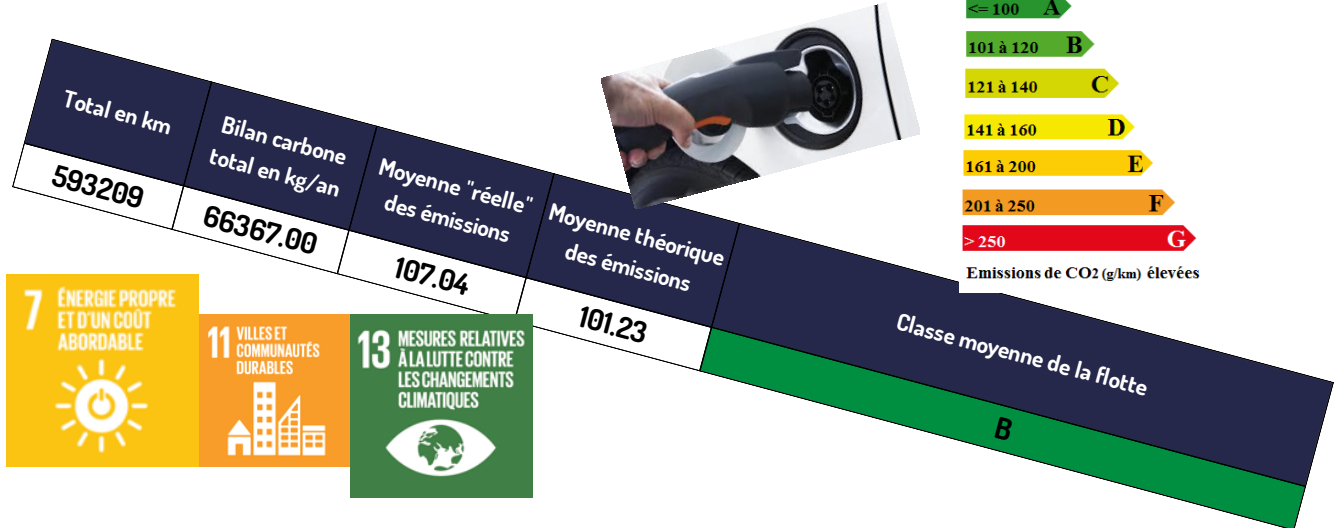 Total en km
Bilan carbone
total en kg/an
Moyenne "réelle"
des émissions
Moyenne théorique
des émissions
Classe moyenne de la flotte
593209
66367.00
107.04
101.23
B
<= 100 A
101 à 120 B
121 à 140 C
141 à 160 D
161 à 200 E
201 à 250 F
> 250 G
Emissions de CO2 (g/km) élevées
7 ÉNERGIE PROPRE
ET D'UN COÛT
ABORDABLE
11 VILLES ET
COMMUNAUTÉS
DURABLES
13 MESURES RELATIVES
À LA LUTTE CONTRE
LES CHANGEMENTS
CLIMATIQUES